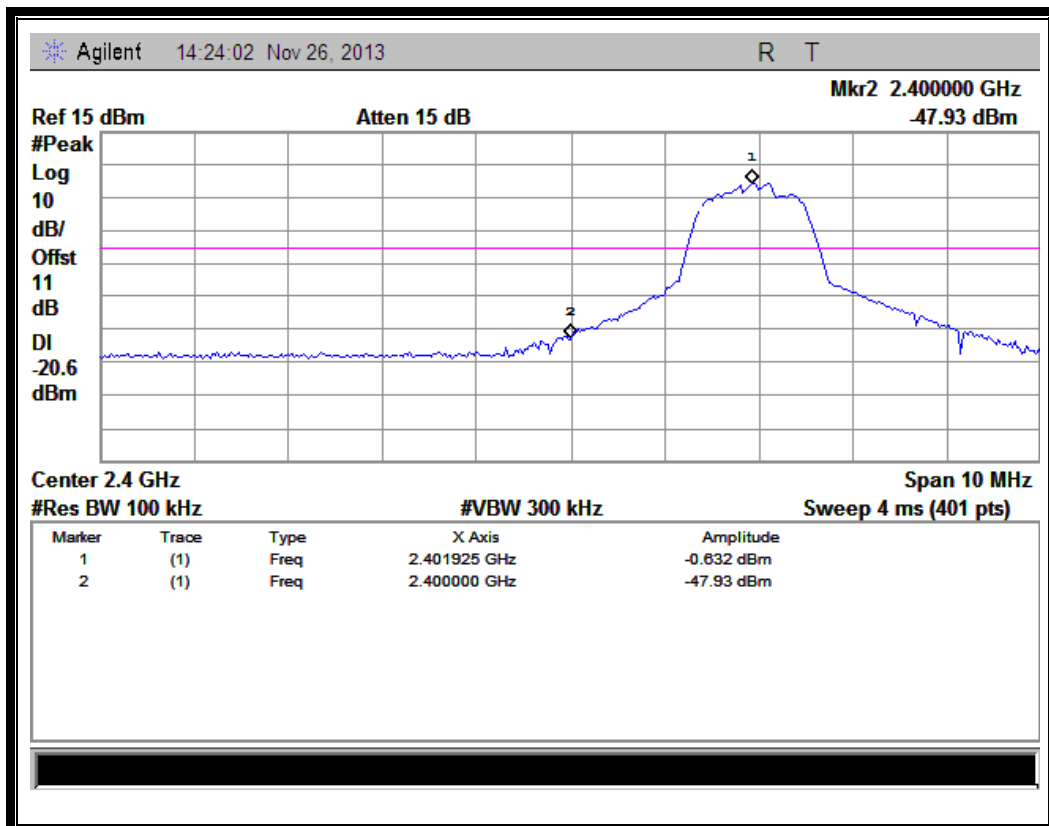 Agilent 14:24:02 Nov 26, 2013 R T
Mkr2 2.400000 GHz
Ref 15 dBm Atten 15 dB -47.93 dBm
#Peak
Log
10
dB/
Offst
11
dB
DI
-20.6
dBm
1
2
Center 2.4 GHz Span 10 MHz
#Res BW 100 kHz #VBW 300 kHz Sweep 4 ms (401 pts)
Marker Trace Type X Axis Amplitude
1 (1) Freq 2.401925 GHz -0.632 dBm
2 (1) Freq 2.400000 GHz -47.93 dBm